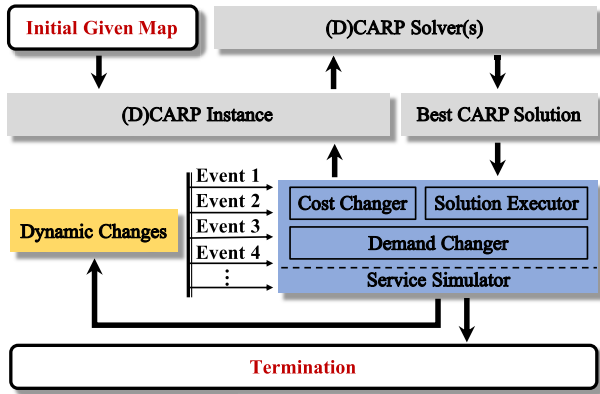 Initial Given Map
(D)CARP Solver(s)
(D)CARP Instance
Best CARP Solution
Event 1
Event 2
Event 3
Event 4
⋮
Dynamic Changes
Cost Changer
Solution Executor
Demand Changer
Service Simulator
Termination